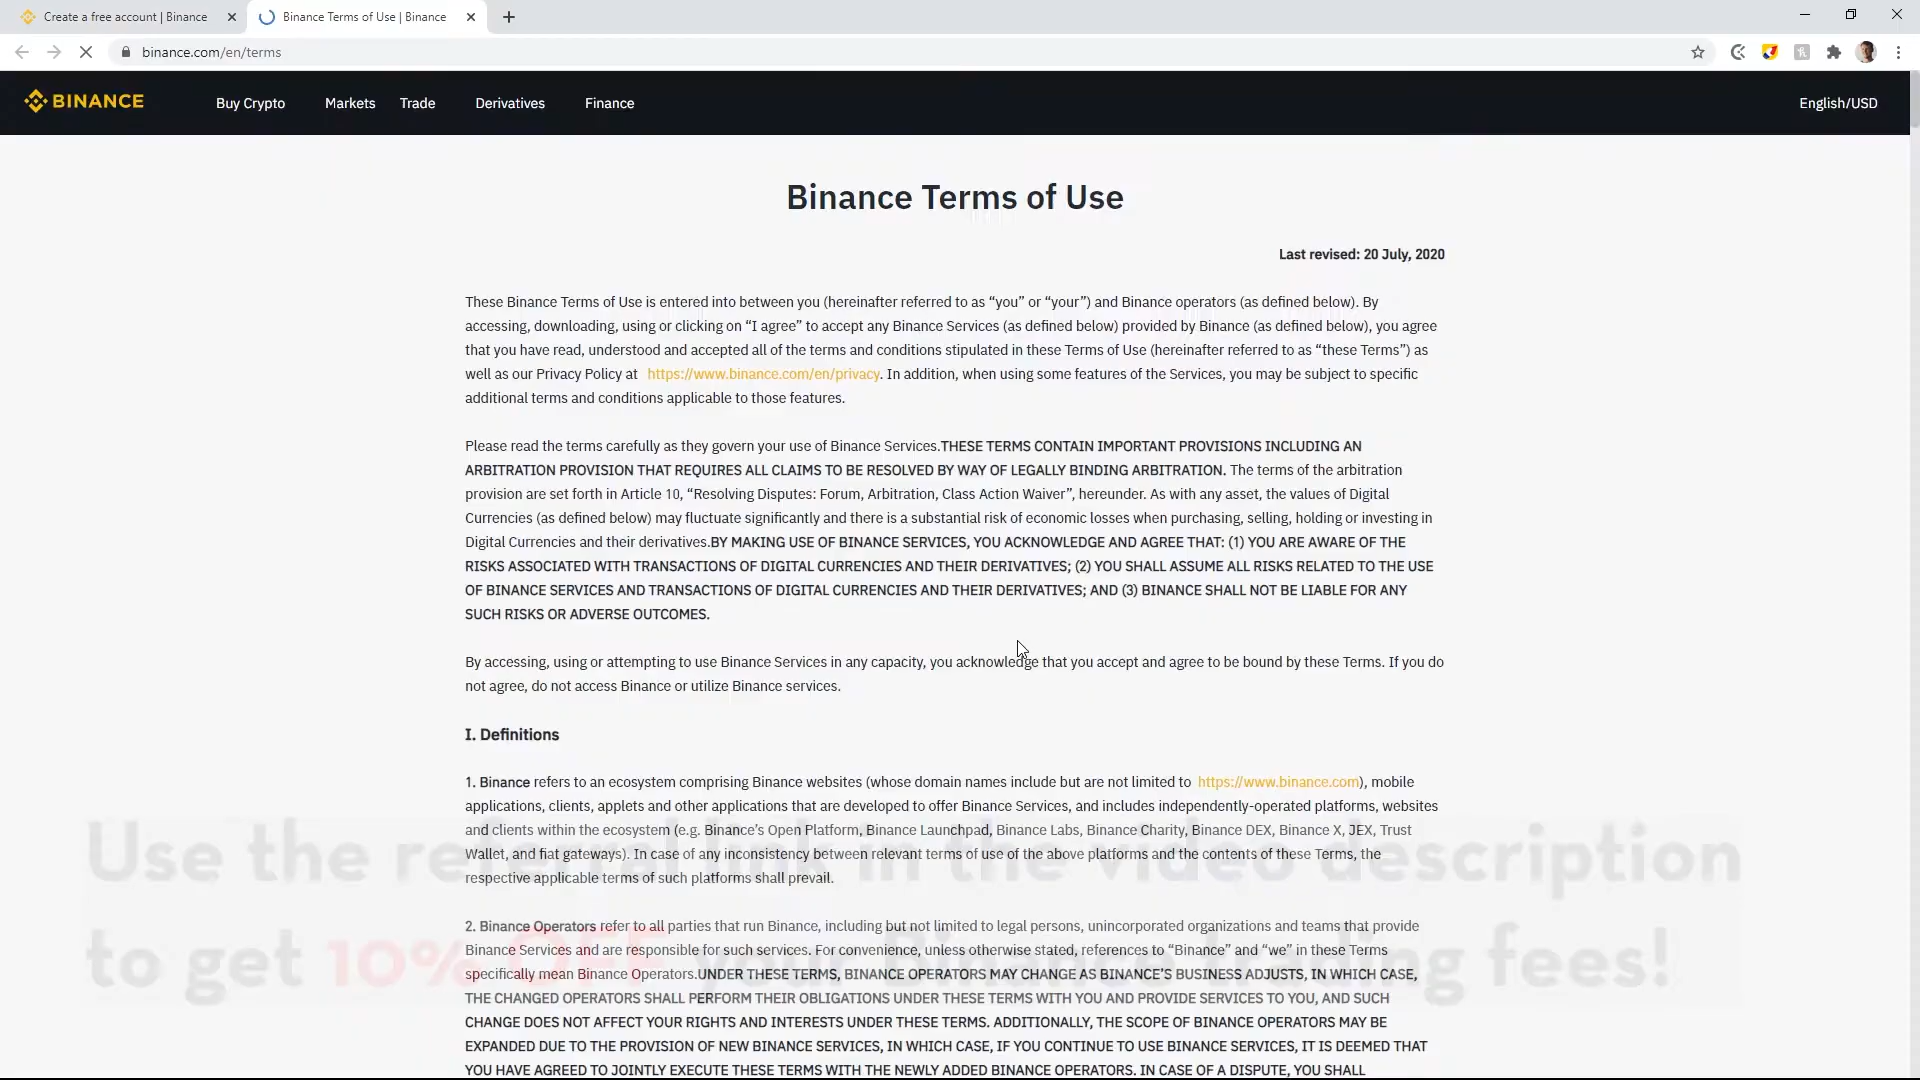 Create a free account | Binance
Binance Terms of Use | Binance
binance.com/en/terms
BINANCE
Buy Crypto
Markets
Trade
Derivatives
Finance
English/USD
Binance Terms of Use
Last revised: 20 July, 2020
These Binance Terms of Use is entered into between you (hereinafter referred to as “you” or “your”) and Binance operators (as defined below). By
accessing, downloading, using or clicking on “I agree” to accept any Binance Services (as defined below) provided by Binance (as defined below), you agree
that you have read, understood and accepted all of the terms and conditions stipulated in these Terms of Use (hereinafter referred to as “these Terms”) as
well as our Privacy Policy at https://www.binance.com/en/privacy. In addition, when using some features of the Services, you may be subject to specific
additional terms and conditions applicable to those features.
Please read the terms carefully as they govern your use of Binance Services.THESE TERMS CONTAIN IMPORTANT PROVISIONS INCLUDING AN
ARBITRATION PROVISION THAT REQUIRES ALL CLAIMS TO BE RESOLVED BY WAY OF LEGALLY BINDING ARBITRATION. The terms of the arbitration
provision are set forth in Article 10, “Resolving Disputes: Forum, Arbitration, Class Action Waiver”, hereunder. As with any asset, the values of Digital
Currencies (as defined below) may fluctuate significantly and there is a substantial risk of economic losses when purchasing, selling, holding or investing in
Digital Currencies and their derivatives.BY MAKING USE OF BINANCE SERVICES, YOU ACKNOWLEDGE AND AGREE THAT: (1) YOU ARE AWARE OF THE
RISKS ASSOCIATED WITH TRANSACTIONS OF DIGITAL CURRENCIES AND THEIR DERIVATIVES; (2) YOU SHALL ASSUME ALL RISKS RELATED TO THE USE
OF BINANCE SERVICES AND TRANSACTIONS OF DIGITAL CURRENCIES AND THEIR DERIVATIVES; AND (3) BINANCE SHALL NOT BE LIABLE FOR ANY
SUCH RISKS OR ADVERSE OUTCOMES.
By accessing, using or attempting to use Binance Services in any capacity, you acknowledge that you accept and agree to be bound by these Terms. If you do
not agree, do not access Binance or utilize Binance services.
I. Definitions
1. Binance refers to an ecosystem comprising Binance websites (whose domain names include but are not limited to https://www.binance.com), mobile
applications, clients, applets and other applications that are developed to offer Binance Services, and includes independently-operated platforms, websites
and clients within the ecosystem (e.g. Binance’s Open Platform, Binance Launchpad, Binance Labs, Binance Charity, Binance DEX, Binance X, JEX, Trust
Wallet, and fiat gateways). In case of any inconsistency between relevant terms of use of the above platforms and the contents of these Terms, the
respective applicable terms of such platforms shall prevail.
2. Binance Operators refer to all parties that run Binance, including but not limited to legal persons, unincorporated organizations and teams that provide
Binance Services and are responsible for such services. For convenience, unless otherwise stated, references to “Binance” and “we” in these Terms
specifically mean Binance Operators.UNDER THESE TERMS, BINANCE OPERATORS MAY CHANGE AS BINANCE’S BUSINESS ADJUSTS, IN WHICH CASE,
THE CHANGED OPERATORS SHALL PERFORM THEIR OBLIGATIONS UNDER THESE TERMS WITH YOU AND PROVIDE SERVICES TO YOU, AND SUCH
CHANGE DOES NOT AFFECT YOUR RIGHTS AND INTERESTS UNDER THESE TERMS. ADDITIONALLY, THE SCOPE OF BINANCE OPERATORS MAY BE
EXPANDED DUE TO THE PROVISION OF NEW BINANCE SERVICES, IN WHICH CASE, IF YOU CONTINUE TO USE BINANCE SERVICES, IT IS DEEMED THAT
YOU HAVE AGREED TO JOINTLY EXECUTE THESE TERMS WITH THE NEWLY ADDED BINANCE OPERATORS. IN CASE OF A DISPUTE, YOU SHALL
Use the referral link in the video description
to get 10% OFF your Binance trading fees!